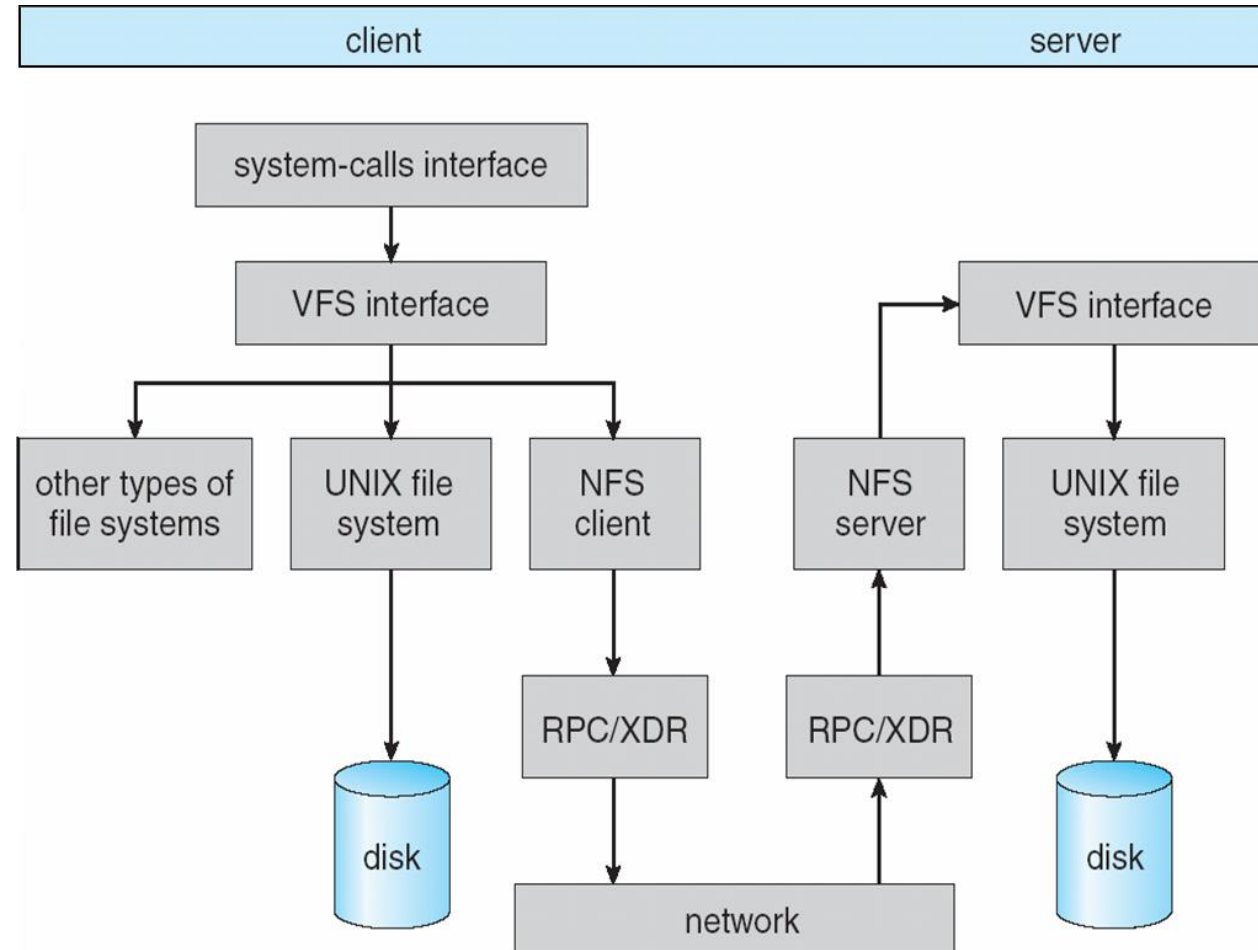 client
server
system-calls interface
VFS interface
VFS interface
other types of
file systems
UNIX file
system
NFS
client
NFS
server
UNIX file
system
RPC/XDR
RPC/XDR
disk
disk
network